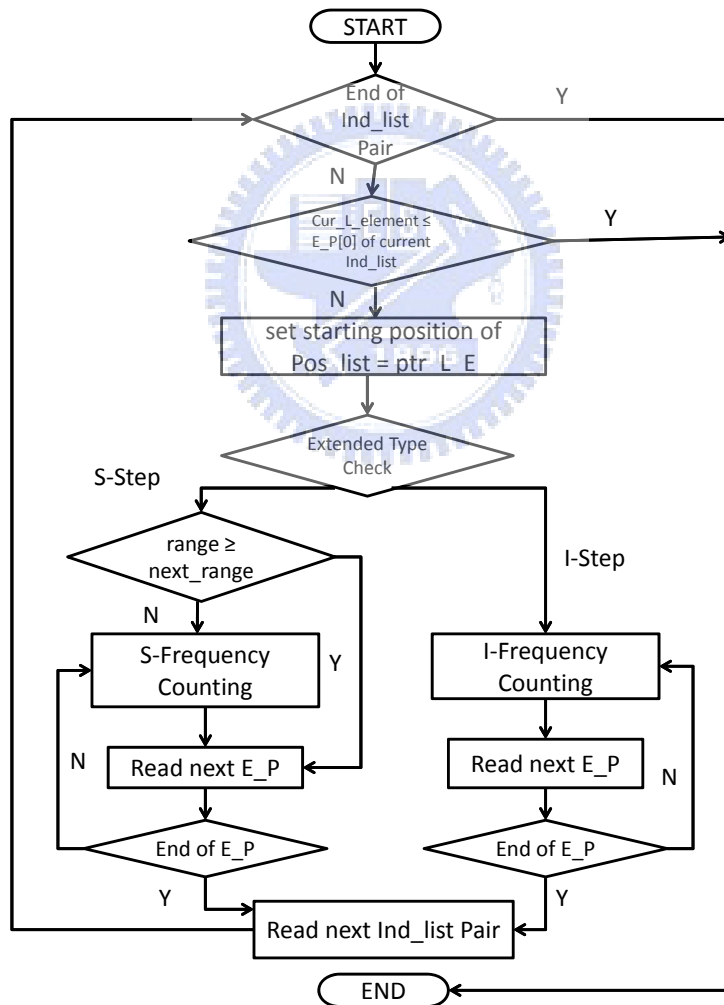 START
End of
Ind_list
Pair
Y
N
Cur_L_element ≤
E_P[0] of current
Ind_list
Y
N
set starting position of
Pos_list = ptr_L_E
1896
Extended Type
Check
S-Step
range ≥
next_range
I-Step
N
Y
S-Frequency
Counting
I-Frequency
Counting
N
Read next E_P
Read next E_P
N
End of E_P
End of E_P
Y
Y
Read next Ind_list Pair
END